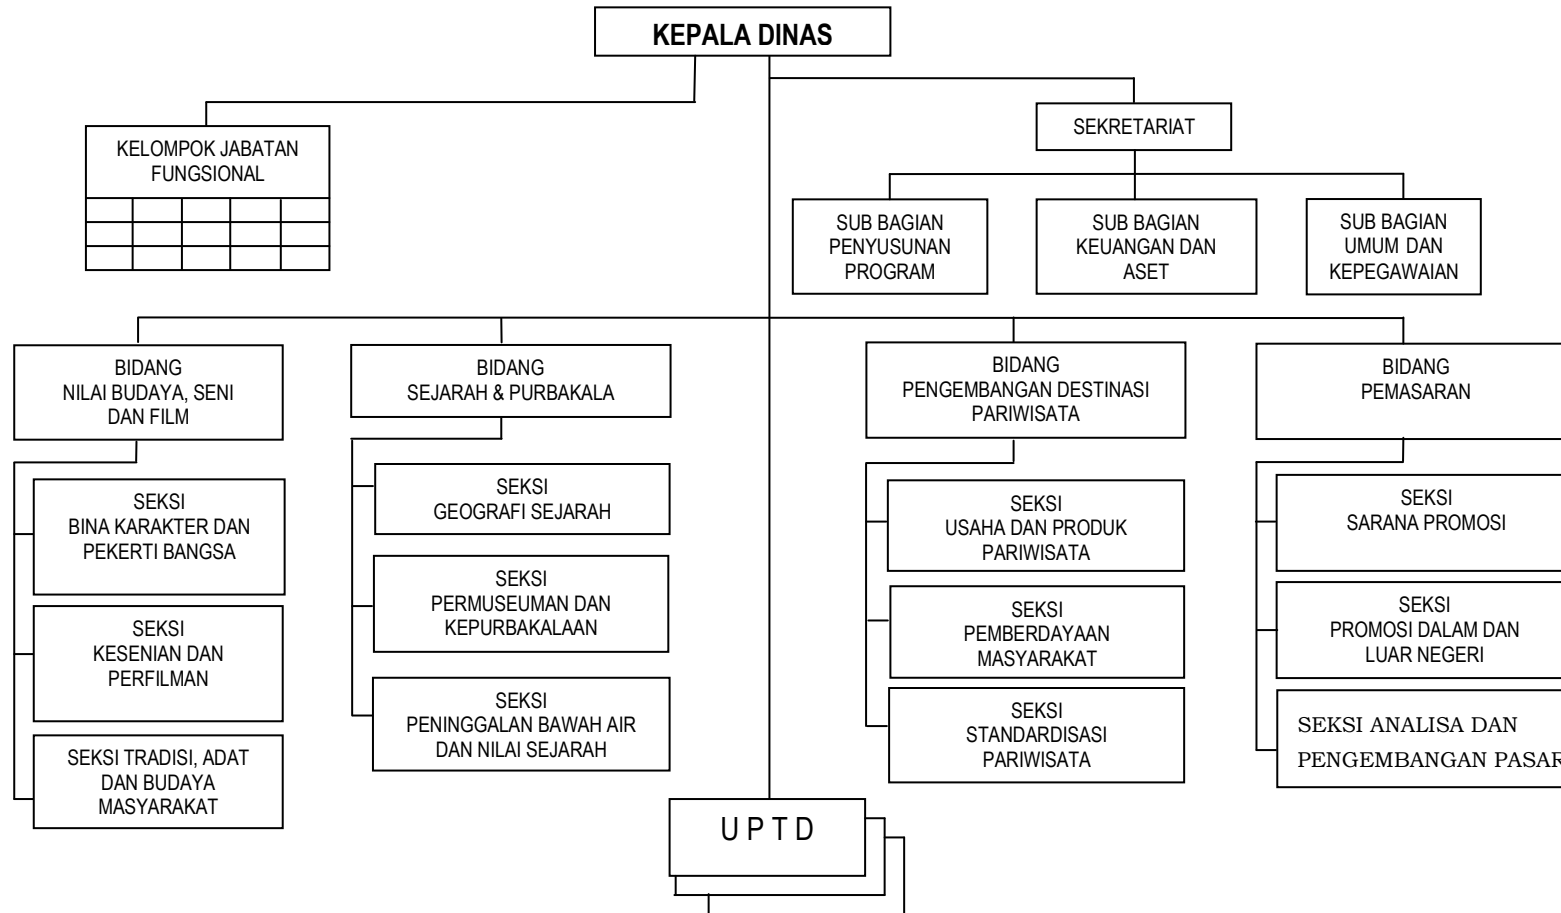 KEPALA DINAS
KELOMPOK JABATAN
FUNGSIONAL
SEKRETARIAT
SUB BAGIAN
PENYUSUNAN
PROGRAM
SUB BAGIAN
KEUANGAN DAN
ASET
SUB BAGIAN
UMUM DAN
KEPEGAWAIAN
BIDANG
NILAI BUDAYA, SENI
DAN FILM
BIDANG
SEJARAH & PURBAKALA
BIDANG
PENGEMBANGAN DESTINASI
PARIWISATA
BIDANG
PEMASARAN
SEKSI
BINA KARAKTER DAN
PEKERTI BANGSA
SEKSI
KESENIAN DAN
PERFILMAN
SEKSI TRADISI, ADAT
DAN BUDAYA
MASYARAKAT
SEKSI
GEOGRAFI SEJARAH
SEKSI
PERMUSEUMAN DAN
KEPURBAKALAAN
SEKSI
PENINGGALAN BAWAH AIR
DAN NILAI SEJARAH
SEKSI
USAHA DAN PRODUK
PARIWISATA
SEKSI
PEMBERDAYAAN
MASYARAKAT
SEKSI
STANDARDISASI
PARIWISATA
SEKSI
SARANA PROMOSI
SEKSI
PROMOSI DALAM DAN
LUAR NEGERI
SEKSI ANALISA DAN
PENGEMBANGAN PASAR
U P T D